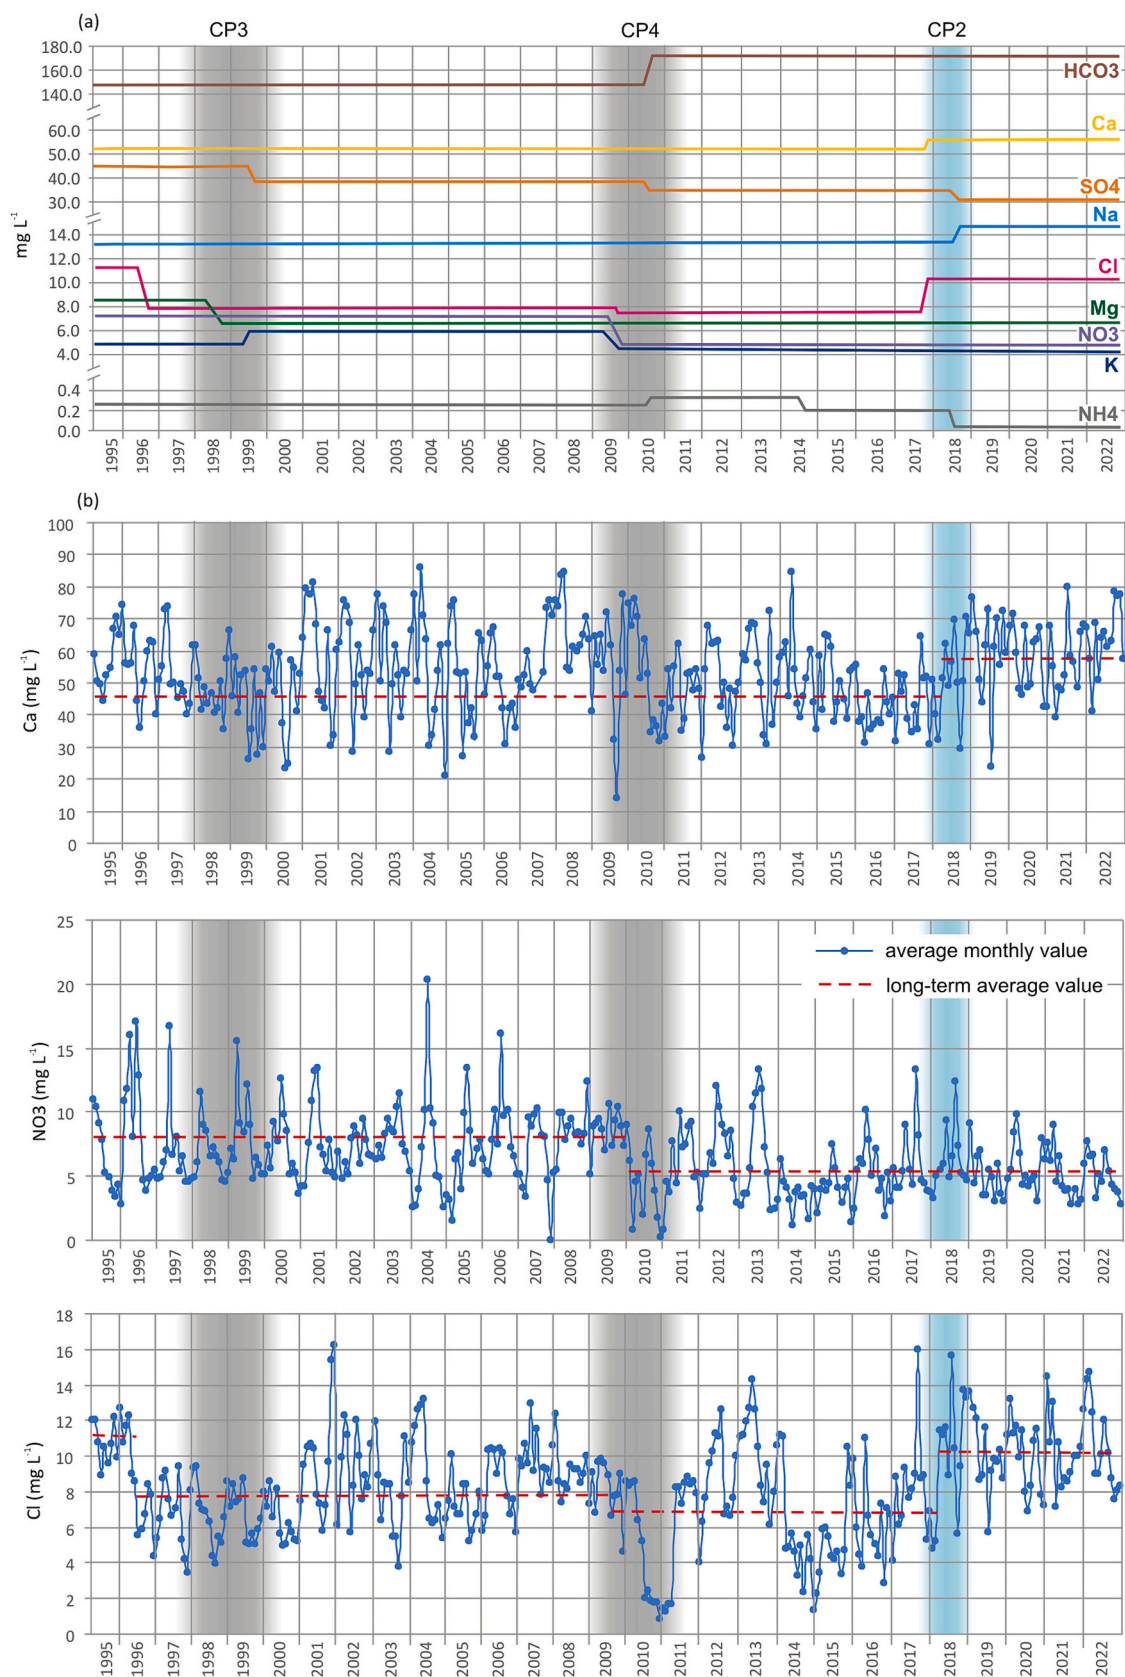 (a)
CP3 CP4 CP2
180.0
160.0
140.0
60.0
50.0
40.0
30.0
14.0
12.0
10.0
8.0
6.0
4.0
0.4
0.2
0.0
mg L-1
HCO3
Ca
SO4
Na
Cl
Mg
NO3
K
NH4
1995 1996 1997 1998 1999 2000 2001 2002 2003 2004 2005 2006 2007 2008 2009 2010 2011 2012 2013 2014 2015 2016 2017 2018 2019 2020 2021 2022
(b)
100
90
80
70
60
50
40
30
20
10
0
Ca (mg L-1)
1995 1996 1997 1998 1999 2000 2001 2002 2003 2004 2005 2006 2007 2008 2009 2010 2011 2012 2013 2014 2015 2016 2017 2018 2019 2020 2021 2022
25
20
15
10
5
0
NO3 (mg L-1)
average monthly value
long-term average value
1995 1996 1997 1998 1999 2000 2001 2002 2003 2004 2005 2006 2007 2008 2009 2010 2011 2012 2013 2014 2015 2016 2017 2018 2019 2020 2021 2022
18
16
14
12
10
8
6
4
2
0
Cl (mg L-1)
1995 1996 1997 1998 1999 2000 2001 2002 2003 2004 2005 2006 2007 2008 2009 2010 2011 2012 2013 2014 2015 2016 2017 2018 2019 2020 2021 2022